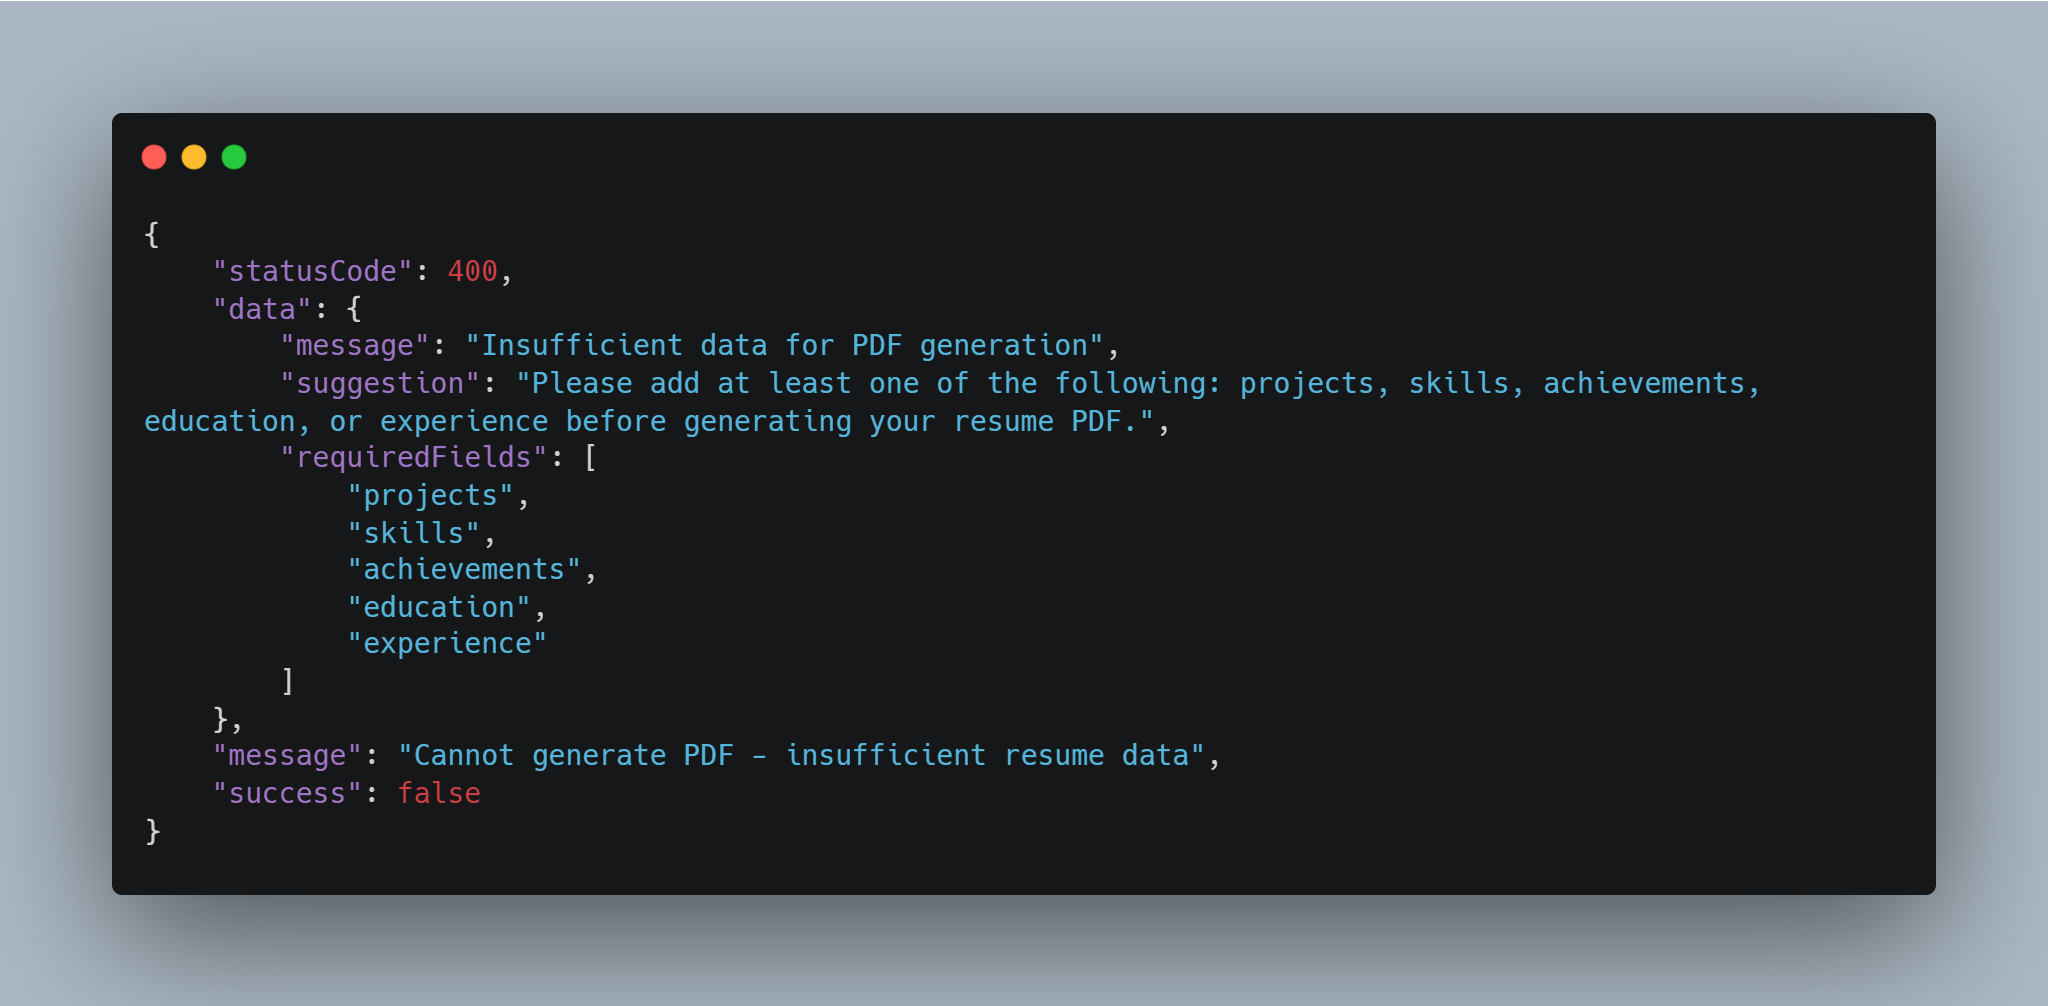 {
    "statusCode": 400,
    "data": {
        "message": "Insufficient data for PDF generation",
        "suggestion": "Please add at least one of the following: projects, skills, achievements,
education, or experience before generating your resume PDF.",
        "requiredFields": [
            "projects",
            "skills",
            "achievements",
            "education",
            "experience"
        ]
    },
    "message": "Cannot generate PDF - insufficient resume data",
    "success": false
}